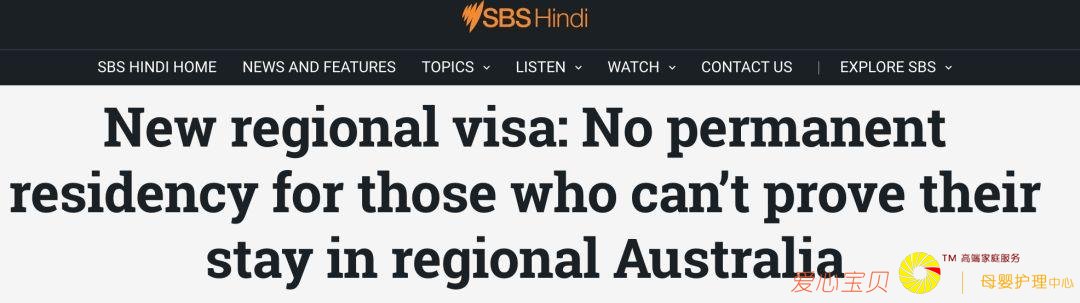 SBS Hindi
SBS HINDI HOME NEWS AND FEATURES TOPICS LISTEN WATCH CONTACT US | EXPLORE SBS
New regional visa: No permanent
residency for those who can't prove their
stay in regional Australia
爱心宝贝 TM 高端家庭服务
母婴护理中心